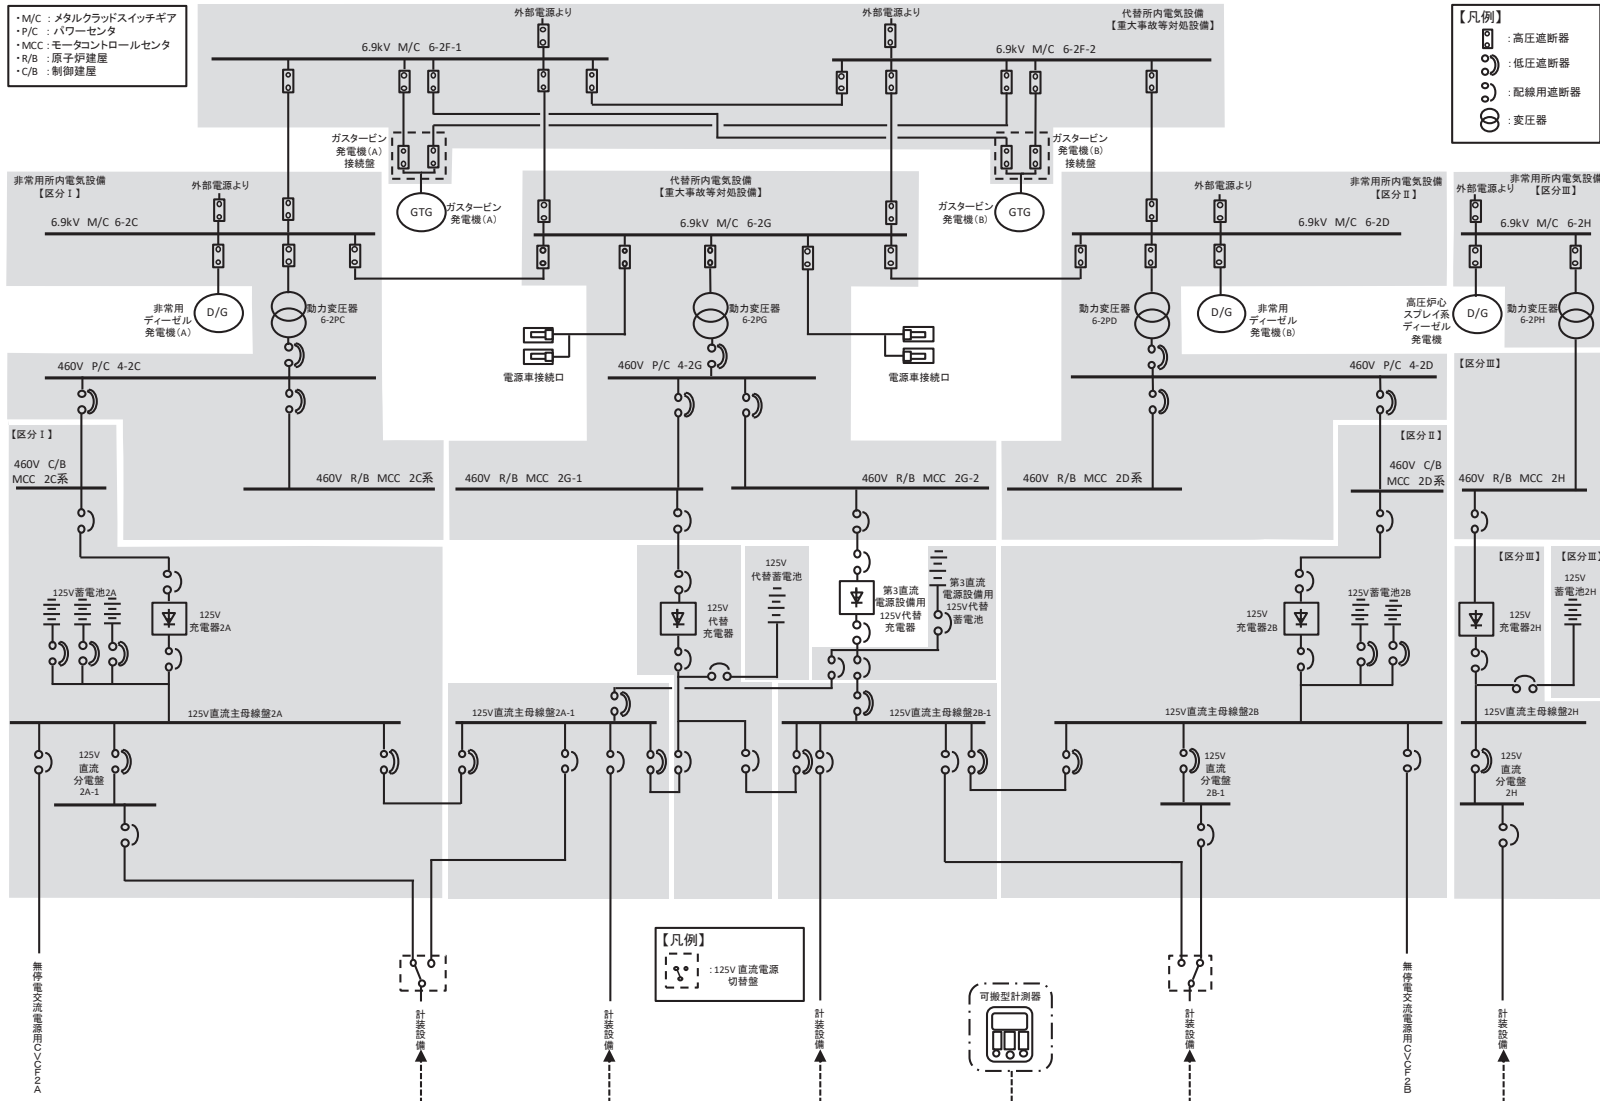 ・M/C：メタルクラッドスイッチギア
・P/C：パワーセンタ
・MCC：モータコントロールセンタ
・R/B：原子炉建屋
・C/B：制御建屋
外部電源より
外部電源より
代替所内電気設備
【重大事故等対処設備】
6.9kV M/C 6-2F-1
6.9kV M/C 6-2F-2
【凡例】
：高圧遮断器
：低圧遮断器
：配線用遮断器
：変圧器
ガスタービン
発電機(A)
接続盤
ガスタービン
発電機(B)
接続盤
非常用所内電気設備
【区分Ⅰ】
外部電源より
6.9kV M/C 6-2C
GTG
ガスタービン
発電機(A)
代替所内電気設備
【重大事故等対処設備】
6.9kV M/C 6-2G
ガスタービン
発電機(B)
GTG
外部電源より
非常用所内電気設備
【区分Ⅱ】
6.9kV M/C 6-2D
非常用所内電気設備
【区分Ⅲ】
外部電源より
6.9kV M/C 6-2H
非常用
ディーゼル
発電機(A)
D/G
動力変圧器
6-2PC
動力変圧器
6-2PG
動力変圧器
6-2PD
D/G
非常用
ディーゼル
発電機(B)
高圧炉心
スプレイ系
ディーゼル
発電機
D/G
動力変圧器
6-2PH
電源車接続口
電源車接続口
460V P/C 4-2C
460V P/C 4-2G
460V P/C 4-2D
【区分Ⅲ】
【区分Ⅰ】
【区分Ⅱ】
460V C/B
MCC 2C系
460V R/B MCC 2C系
460V R/B MCC 2G-1
460V R/B MCC 2G-2
460V R/B MCC 2D系
460V C/B
MCC 2D系
460V R/B MCC 2H
【区分Ⅲ】
【区分Ⅲ】
125V蓄電池2A
125V
充電器2A
125V
代替
充電器
125V
代替蓄電池
第3直流
電源設備用
125V代替
充電器
第3直流
電源設備用
125V代替
蓄電池
125V
充電器2B
125V蓄電池2B
125V
充電器2H
125V
蓄電池2H
125V直流主母線盤2A
125V直流主母線盤2A-1
125V直流主母線盤2B-1
125V直流主母線盤2B
125V直流主母線盤2H
125V
直流
分電盤
2A-1
125V
直流
分電盤
2B-1
125V
直流
分電盤
2H
【凡例】
：125V 直流電源
切替盤
可搬型計測器
無停電交流電源用CVCF2A
計装設備
計装設備
計装設備
計装設備
無停電交流電源用CVCF2B
計装設備